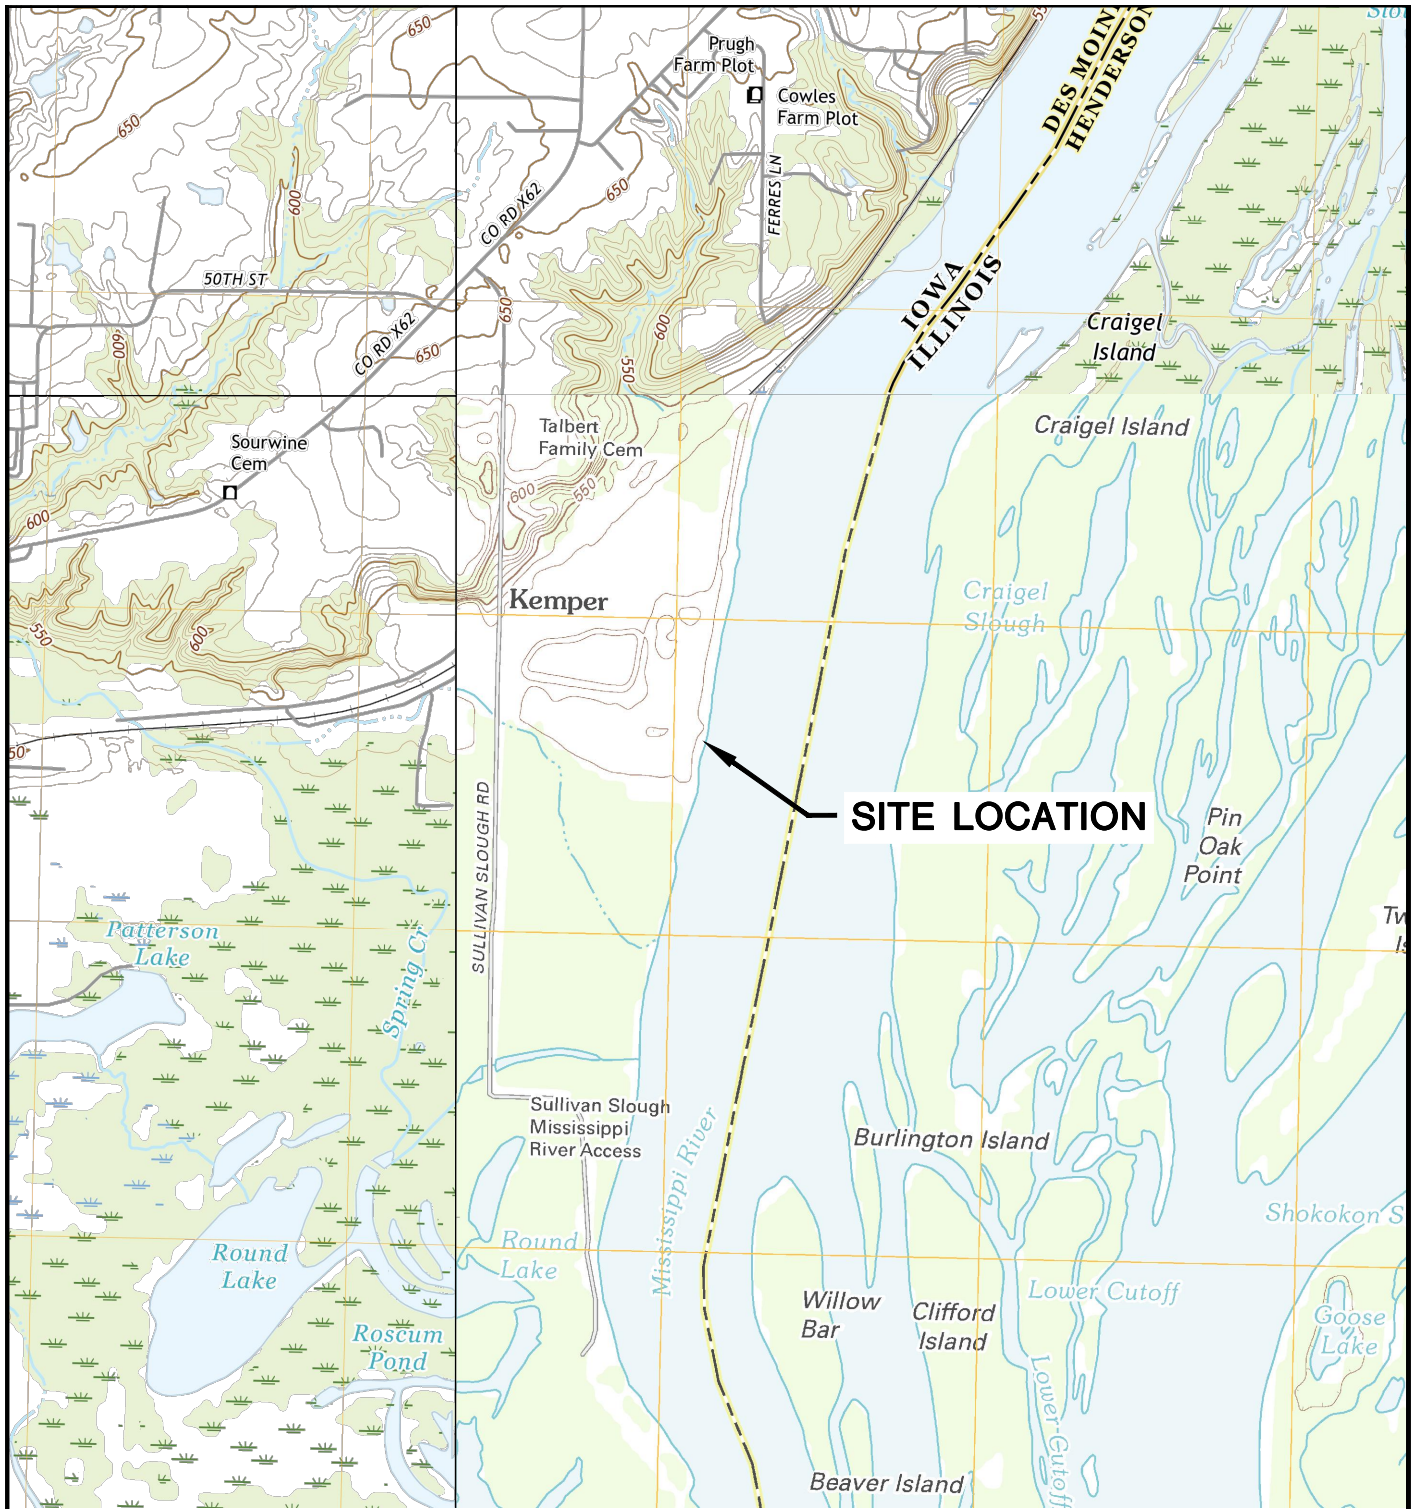 650
Prugh
Farm Plot
Cowles
Farm Plot
DES MOIN
HENDERSON
650
600
CO RD X62
650
FERRES LN
50TH ST
650
600
550
600
CO RD X62
650
IOWA
ILLINOIS
Craigel
Island
Talbert
Family Cem
Craigel Island
Sourwine
Cem
600
550
600
Kemper
Craigel
Slough
550
600
SITE LOCATION
SULLIVAN SLOUGH RD
Pin
Oak
Point
Patterson
Lake
Spring Cr
Tw
Is
50
Sullivan Slough
Mississippi
River Access
Mississippi River
Burlington Island
Round
Lake
Round
Lake
Shokokon S
Willow
Bar
Clifford
Island
Lower Cutoff
Goose
Lake
Roscum
Pond
Lower Cutoff
Beaver Island